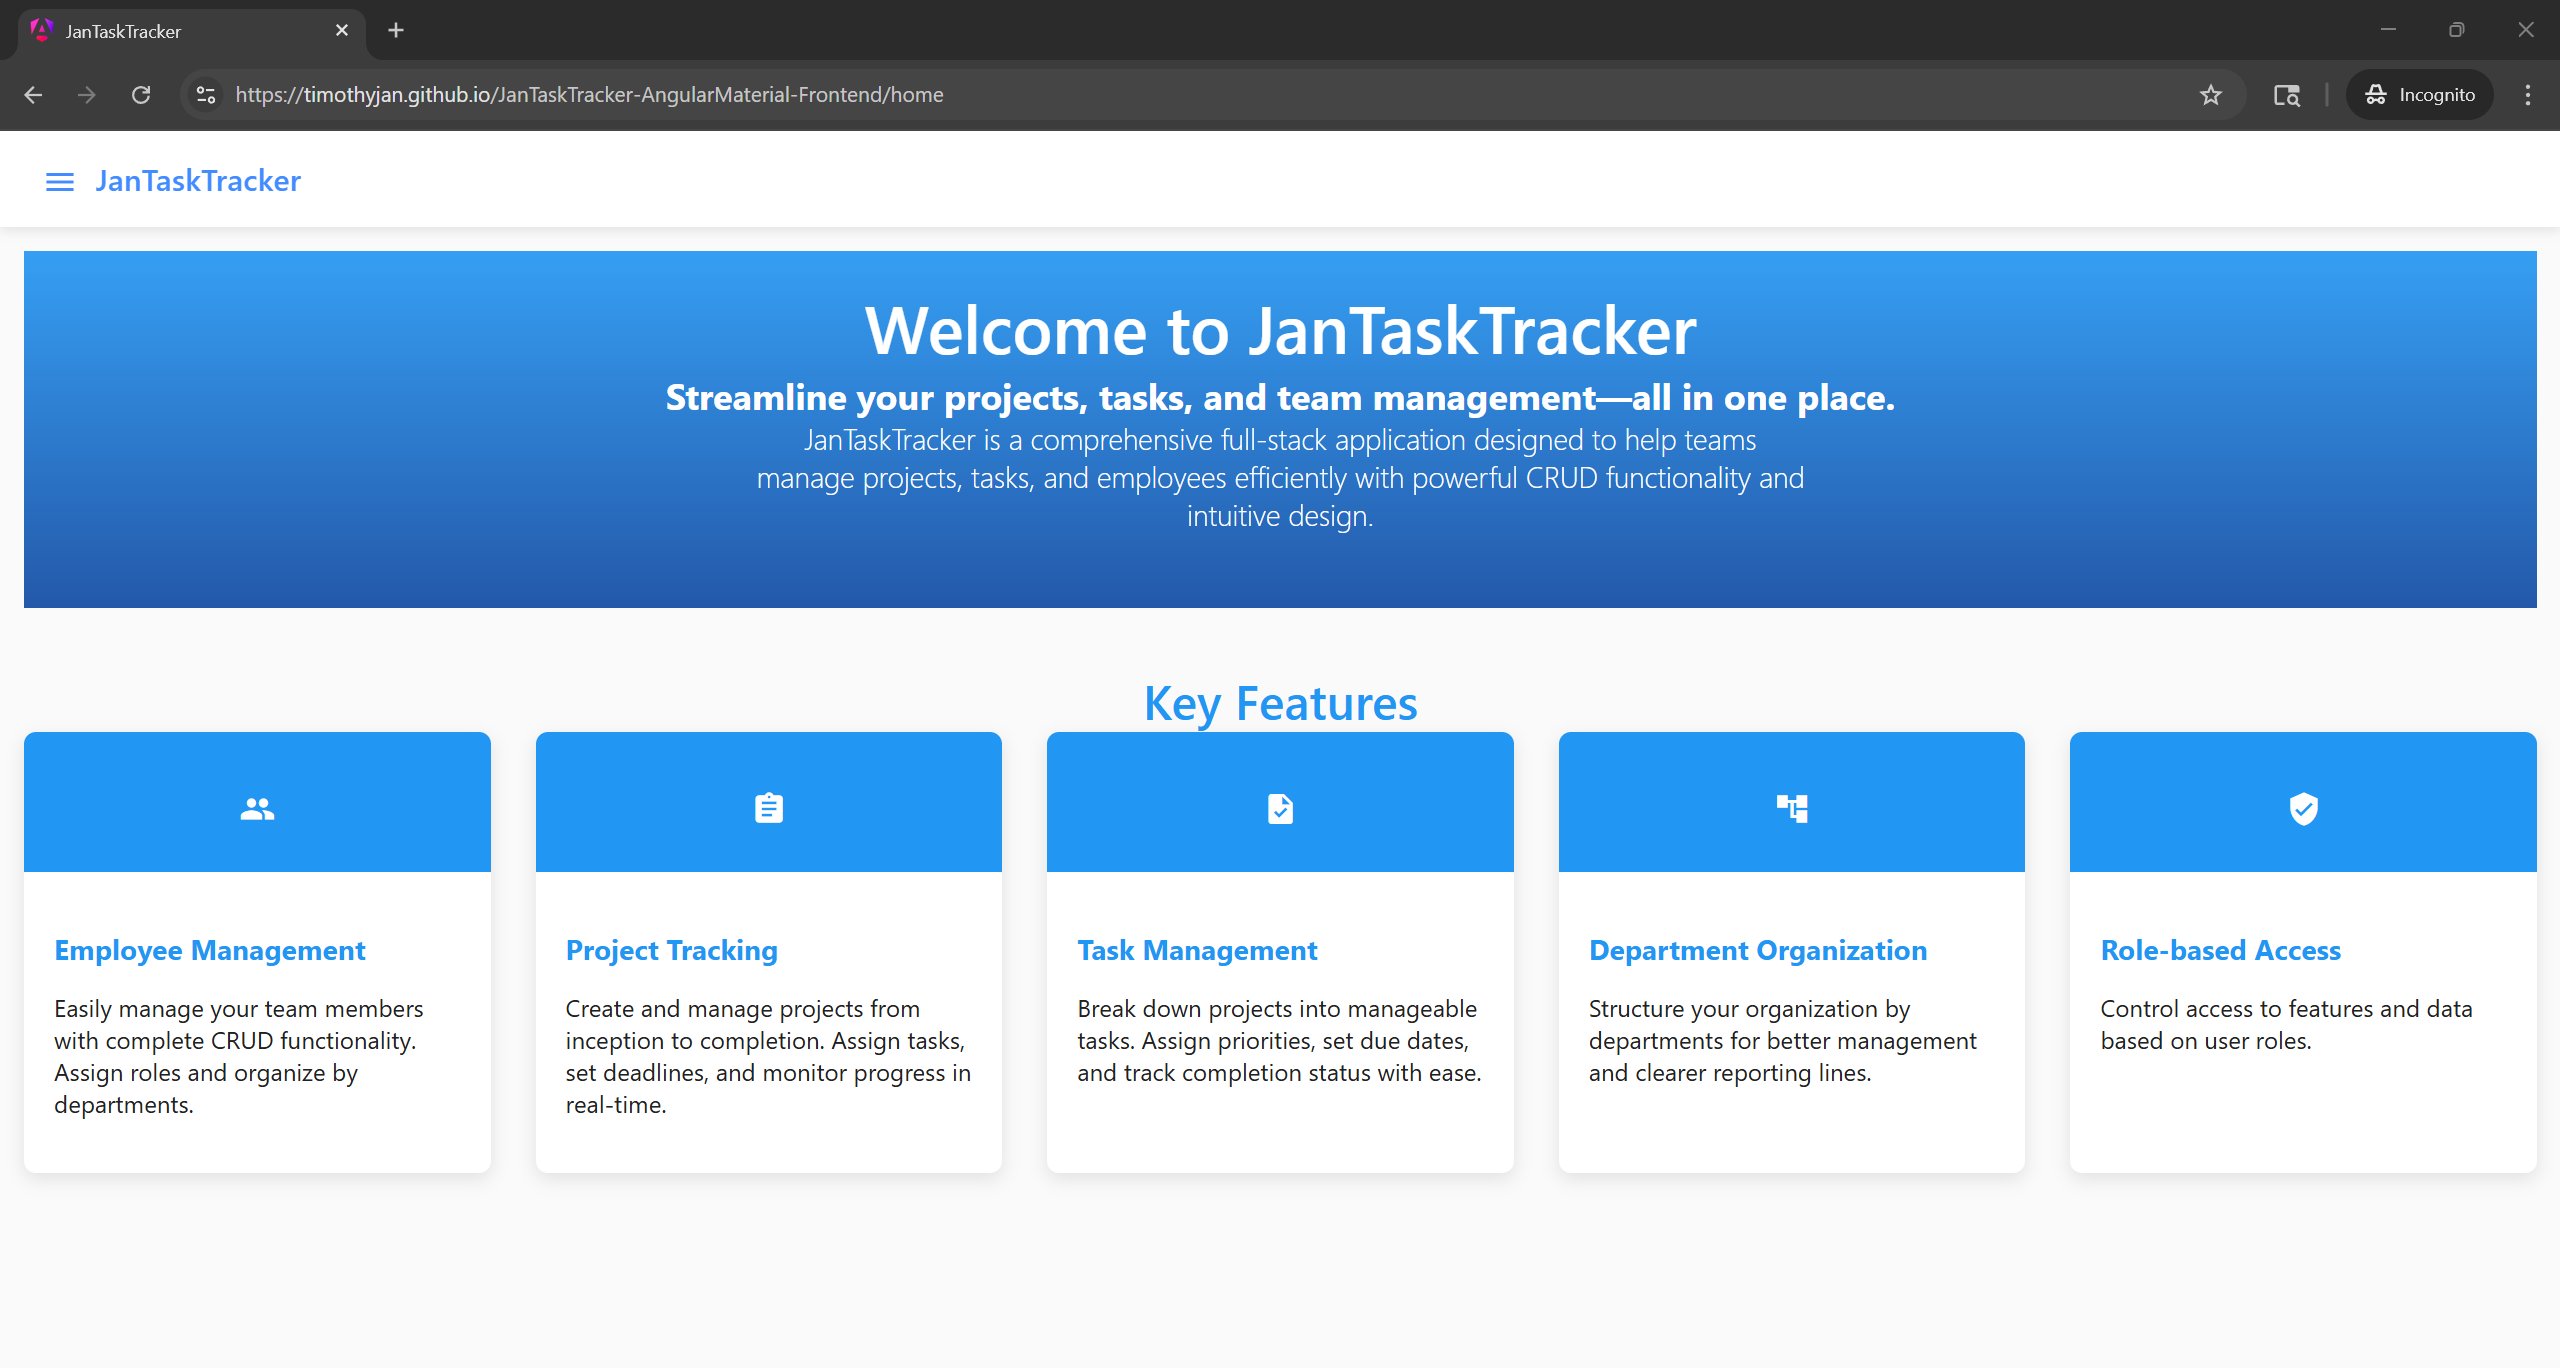 JanTaskTracker
https://timothyjan.github.io/JanTaskTracker-AngularMaterial-Frontend/home
Incognito
JanTaskTracker
Welcome to JanTaskTracker
Streamline your projects, tasks, and team management—all in one place.
JanTaskTracker is a comprehensive full-stack application designed to help teams
manage projects, tasks, and employees efficiently with powerful CRUD functionality and
intuitive design.
Key Features
Employee Management
Easily manage your team members
with complete CRUD functionality.
Assign roles and organize by
departments.
Project Tracking
Create and manage projects from
inception to completion. Assign tasks,
set deadlines, and monitor progress in
real-time.
Task Management
Break down projects into manageable
tasks. Assign priorities, set due dates,
and track completion status with ease.
Department Organization
Structure your organization by
departments for better management
and clearer reporting lines.
Role-based Access
Control access to features and data
based on user roles.